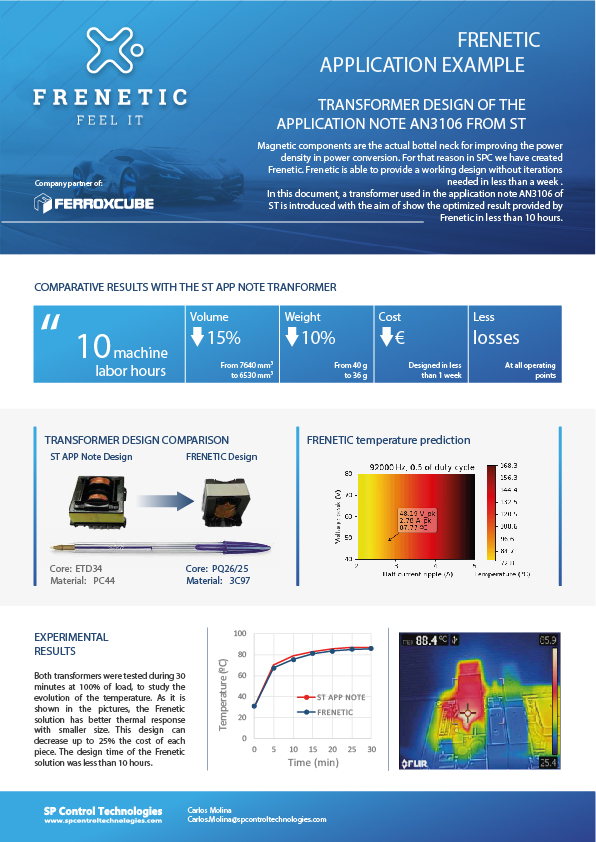 FRENETIC
FEEL IT
Company partner of:
FERROXCUBE
FRENETIC
APPLICATION EXAMPLE
TRANSFORMER DESIGN OF THE
APPLICATION NOTE AN3106 FROM ST
Magnetic components are the actual bottel neck for improving the power
density in power conversion. For that reason in SPC we have created
Frenetic. Frenetic is able to provide a working design without iterations
needed in less than a week .
In this document, a transformer used in the application note AN3106 of
ST is introduced with the aim of show the optimized result provided by
Frenetic in less than 10 hours.
COMPARATIVE RESULTS WITH THE ST APP NOTE TRANFORMER
10 machine
labor hours
Volume
15%
From 7640 mm³
to 6530 mm³
Weight
10%
From 40 g
to 36 g
Cost
€
Designed in less
than 1 week
Less
losses
At all operating
points
TRANSFORMER DESIGN COMPARISON
ST APP Note Design
FRENETIC Design
Core: ETD34
Material: PC44
Core: PQ26/25
Material: 3C97
FRENETIC temperature prediction
92000 Hz, 0.5 of duty cycle
80
70
60
50
40
2
3
4
5
Half current ripple (A)
168.3
156.3
144.4
132.5
120.5
108.6
96.6
84.7
72.8
Temperature (ºC)
EXPERIMENTAL
RESULTS
Both transformers were tested during 30
minutes at 100% of load, to study the
evolution of the temperature. As it is
shown in the pictures, the Frenetic
solution has better thermal response
with smaller size. This design can
decrease up to 25% the cost of each
piece. The design time of the Frenetic
solution was less than 10 hours.
Temperature (ºC)
100
80
60
40
20
0
ST APP NOTE
FRENETIC
0 5 10 15 20 25 30
Time (min)
max 88.4 ºC
65.9
25.4
FLIR
SP Control Technologies
www.spcontroltechnologies.com
Carlos Molina
Carlos.Molina@spcontroltechnologies.com